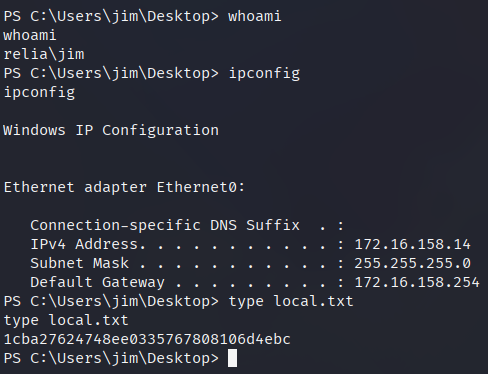 PS C:\Users\jim\Desktop> whoami
whoami
relia\jim
PS C:\Users\jim\Desktop> ipconfig
ipconfig
Windows IP Configuration
Ethernet adapter Ethernet0:
Connection-specific DNS Suffix  . :
IPv4 Address. . . . . . . . . . . : 172.16.158.14
Subnet Mask . . . . . . . . . . . : 255.255.255.0
Default Gateway . . . . . . . . . : 172.16.158.254
PS C:\Users\jim\Desktop> type local.txt
type local.txt
1cba27624748ee0335767808106d4ebc
PS C:\Users\jim\Desktop>